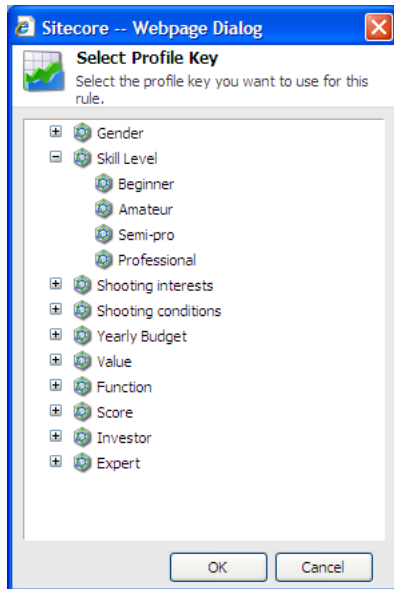 Sitecore -- Webpage Dialog
Select Profile Key
Select the profile key you want to use for this
rule.
Gender
Skill Level
Beginner
Amateur
Semi-pro
Professional
Shooting interests
Shooting conditions
Yearly Budget
Value
Function
Score
Investor
Expert
OK Cancel